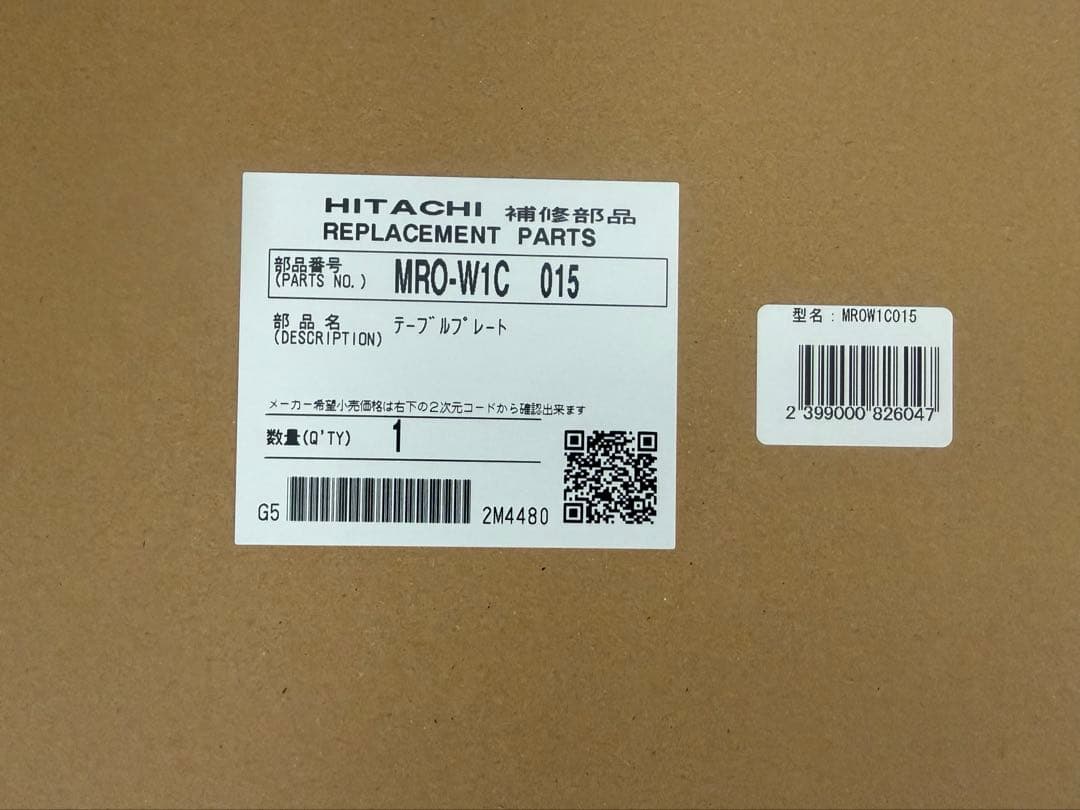 HITACHI 補修部品
REPLACEMENT PARTS
部品番号
(PARTS NO.) MRO-W1C 015
部品名 テーブルプレート
(DESCRIPTION)
メーカー希望小売価格は右下の2次元コードから確認出来ます
数量(Q'TY) 1
G5 2M4480
型名:MROW1C015
2 399000 826047